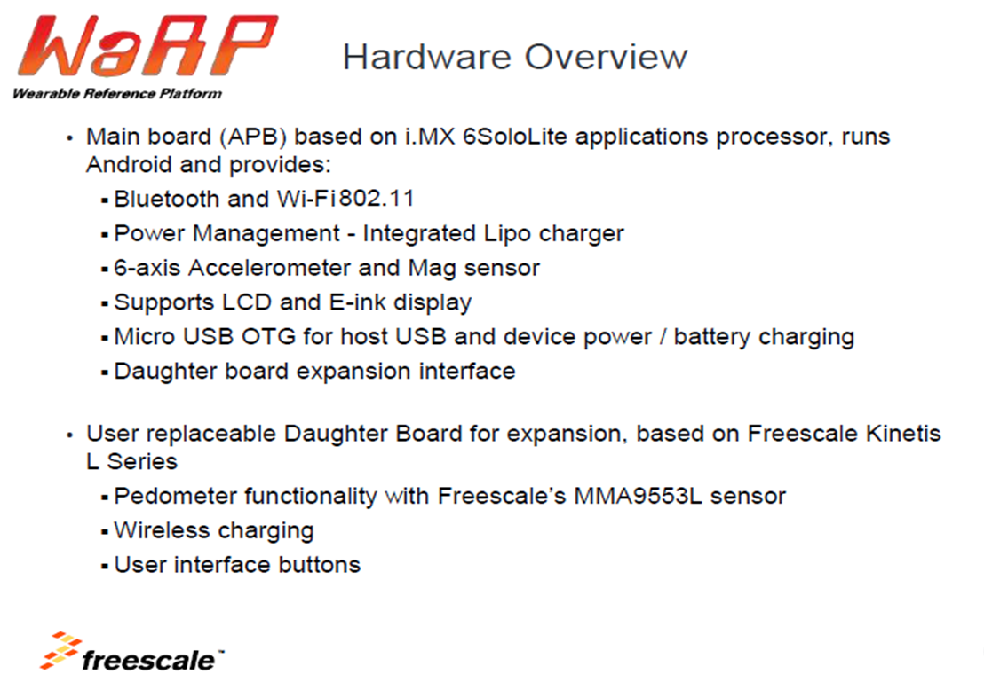 WaRP
Wearable Reference Platform
Hardware Overview
• Main board (APB) based on i.MX 6SoloLite applications processor, runs
Android and provides:
▪ Bluetooth and Wi-Fi802.11
▪ Power Management - Integrated Lipo charger
▪ 6-axis Accelerometer and Mag sensor
▪ Supports LCD and E-ink display
▪ Micro USB OTG for host USB and device power / battery charging
▪ Daughter board expansion interface
• User replaceable Daughter Board for expansion, based on Freescale Kinetis
L Series
▪ Pedometer functionality with Freescale's MMA9553L sensor
▪ Wireless charging
▪ User interface buttons
freescale™